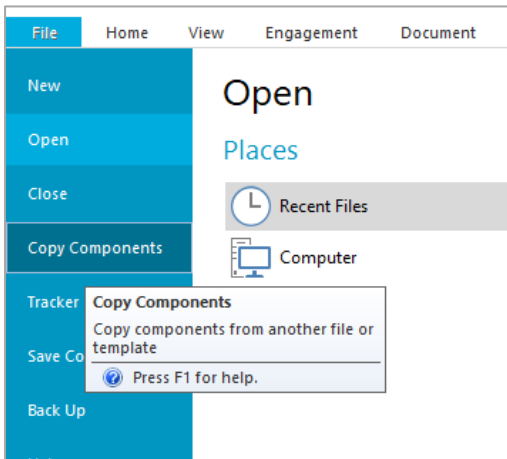 File Home View Engagement Document
New
Open
Close
Copy Components
Tracker
Save Co
Back Up
Open
Places
Recent Files
Computer
Copy Components
Copy components from another file or
template
Press F1 for help.